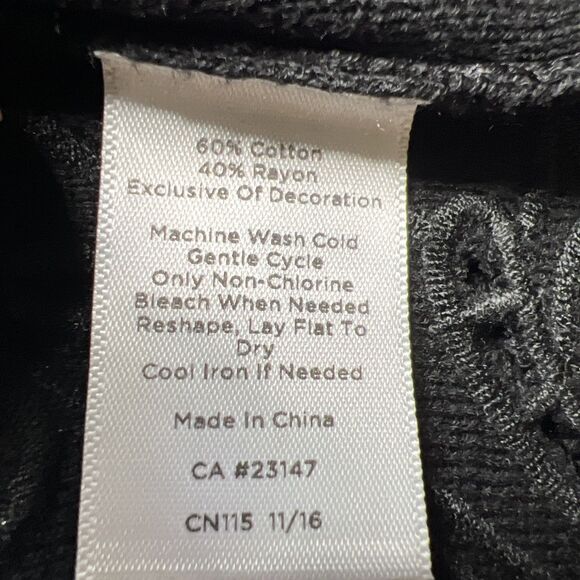 60% Cotton
40% Rayon
Exclusive Of Decoration
Machine Wash Cold
Gentle Cycle
Only Non-Chlorine
Bleach When Needed
Reshape, Lay Flat To
Dry
Cool Iron If Needed
Made In China
CA #23147
CN115 11/16